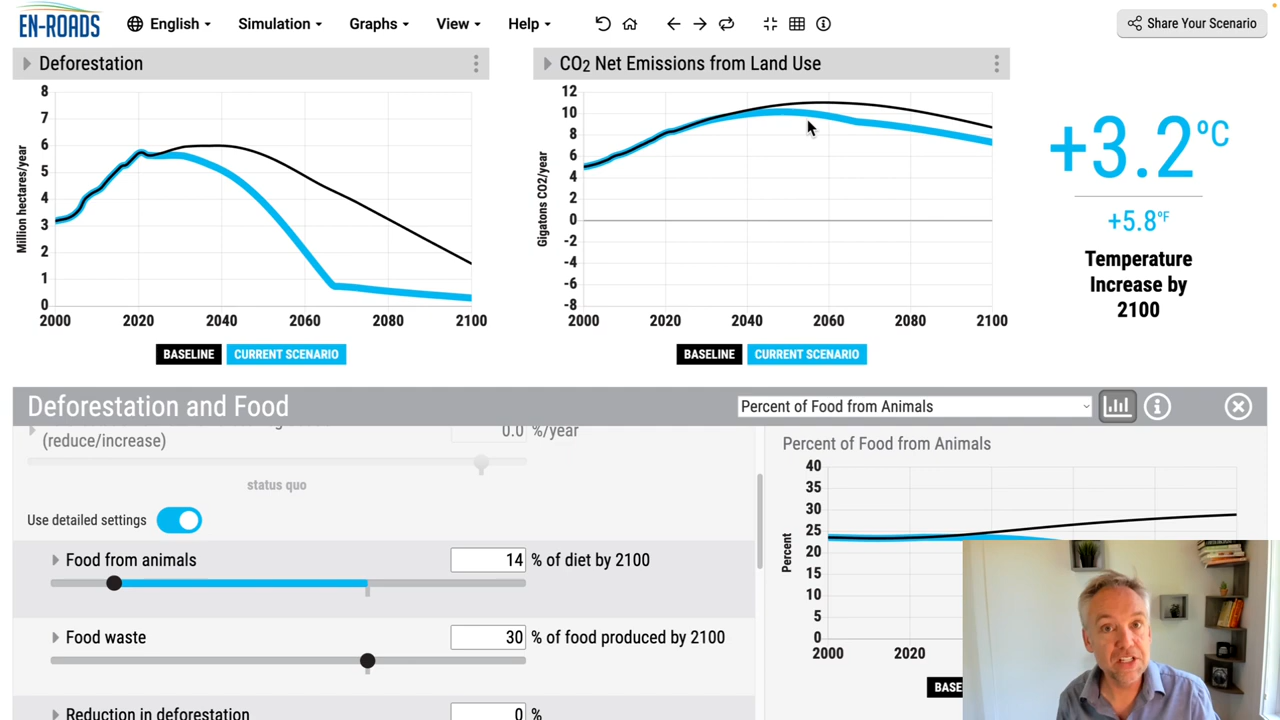 EN-ROADS
English
Simulation
Graphs
View
Help
Share Your Scenario
Deforestation
8
7
6
5
4
3
2
1
0
Million hectares/year
2000 2020 2040 2060 2080 2100
BASELINE CURRENT SCENARIO
CO2 Net Emissions from Land Use
12
10
8
6
4
2
0
-2
-4
-6
-8
Gigatons CO2/year
2000 2020 2040 2060 2080 2100
BASELINE CURRENT SCENARIO
+3.2°C
+5.8°F
Temperature
Increase by
2100
Deforestation and Food
Percent of Food from Animals
(reduce/increase)
0.0 %/year
status quo
Use detailed settings
Food from animals 14 % of diet by 2100
Food waste 30 % of food produced by 2100
Reduction in deforestation 0 %
Percent of Food from Animals
40
35
30
25
20
15
10
5
0
Percent
2000 2020
BASE